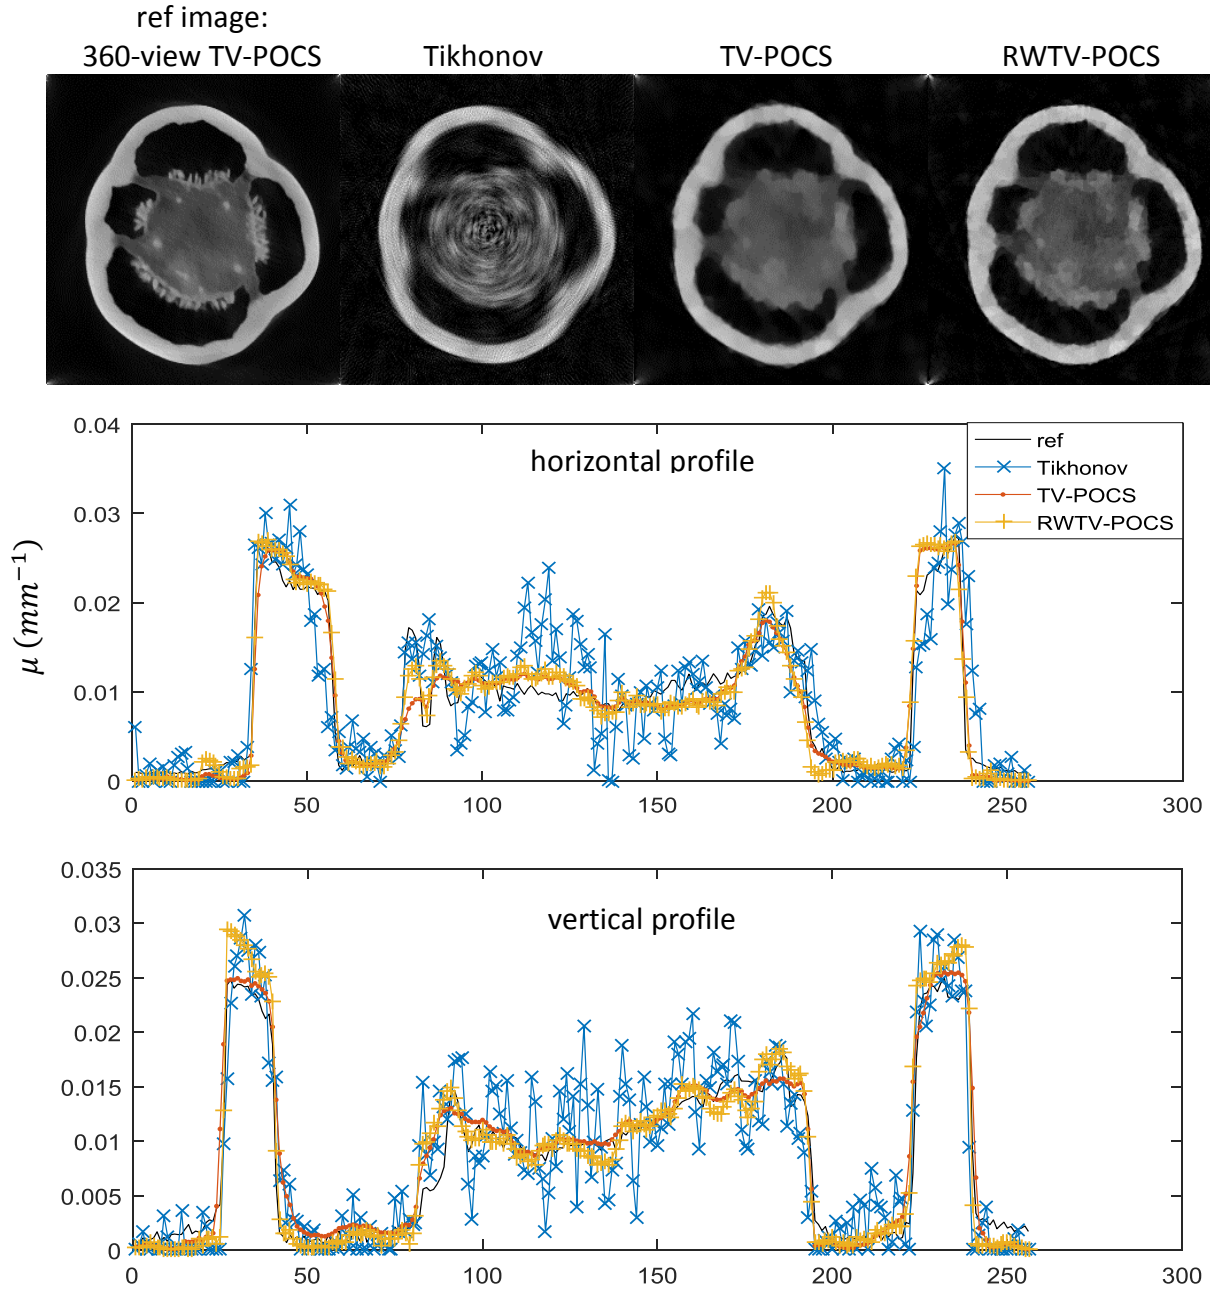 ref image:
360-view TV-POCS Tikhonov TV-POCS RWTV-POCS
0.04
horizontal profile
ref
Tikhonov
TV-POCS
RWTV-POCS
0.03
μ (mm⁻¹)
0.02
0.01
0
0 50 100 150 200 250 300
0.035
vertical profile
0.03
0.025
0.02
0.015
0.01
0.005
0
0 50 100 150 200 250 300